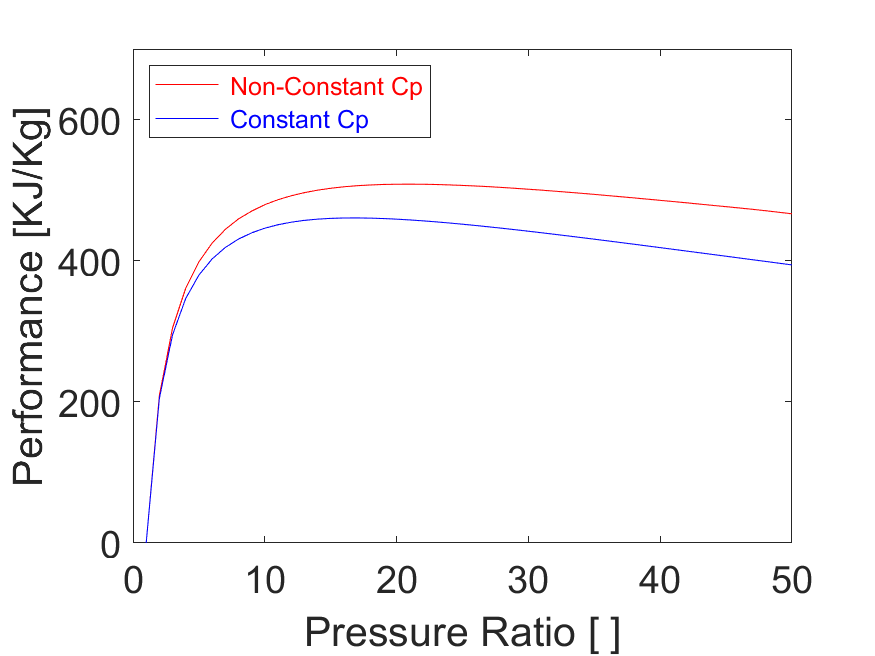 Non-Constant Cp
Constant Cp
Performance [KJ/Kg]
600
400
200
0
0 10 20 30 40 50
Pressure Ratio [ ]